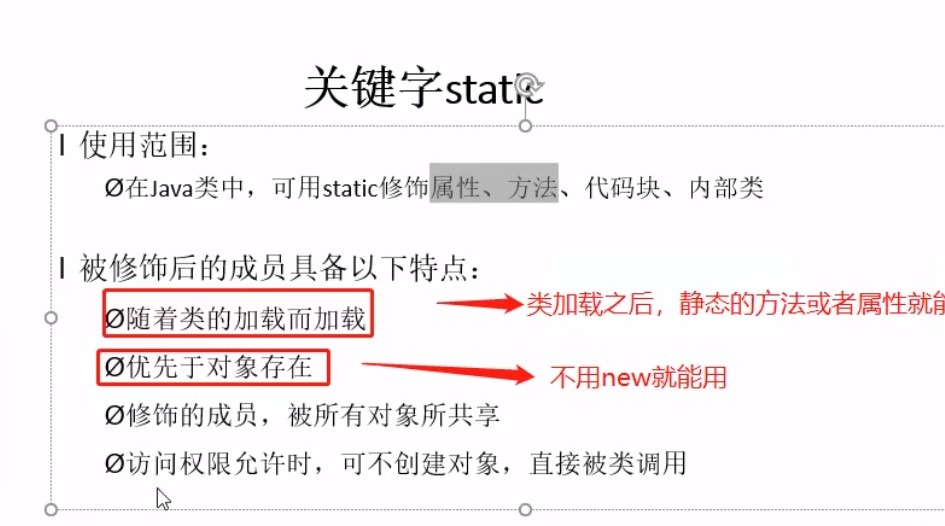 关键字static
l 使用范围：
Ø在Java类中，可用static修饰属性、方法、代码块、内部类
l 被修饰后的成员具备以下特点：
Ø随着类的加载而加载
类加载之后，静态的方法或者属性就能
Ø优先于对象存在
不用new就能用
Ø修饰的成员，被所有对象所共享
Ø访问权限允许时，可不创建对象，直接被类调用